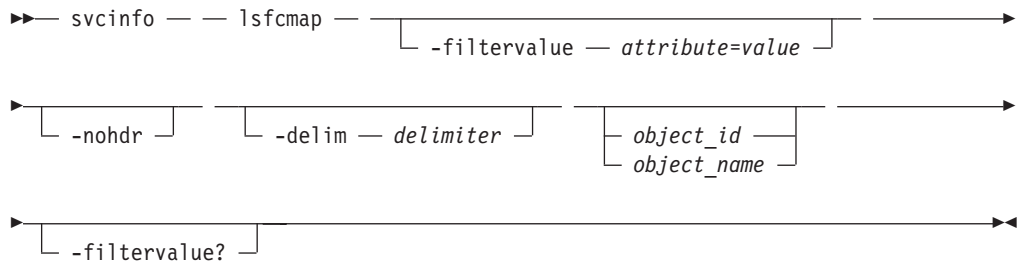 svcinfo lsfcmap
-filtervalue attribute=value
-nohdr -delim delimiter object_id
object_name
-filtervalue?